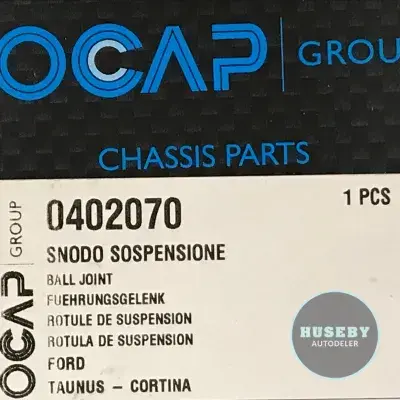 OCAP GROU
CHASSIS PARTS
OCAP GROUP
0402070
1 PCS
SNODO SOSPENSIONE
BALL JOINT
FUEHRUNGSGELENK
ROTULE DE SUSPENSION
ROTULA DE SUSPENSION
FORD
TAUNUS - CORTINA
HUSEBY
AUTODELER